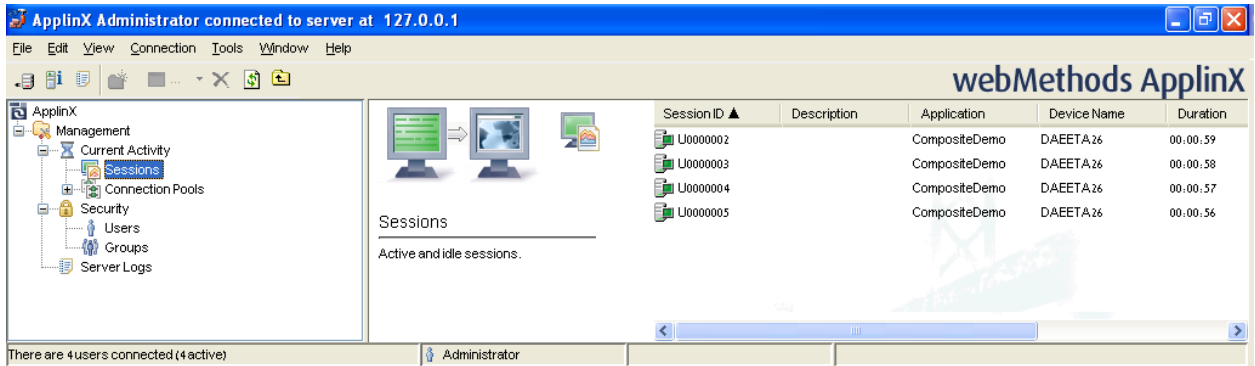 ApplinX Administrator connected to server at 127.0.0.1
File Edit View Connection Tools Window Help
webMethods ApplinX
ApplinX
Management
Current Activity
Sessions
Connection Pools
Security
Users
Groups
Server Logs
Sessions
Active and idle sessions.
Session ID Description Application Device Name Duration
U0000002 CompositeDemo DAEETA26 00:00:59
U0000003 CompositeDemo DAEETA26 00:00:58
U0000004 CompositeDemo DAEETA26 00:00:57
U0000005 CompositeDemo DAEETA26 00:00:56
There are 4 users connected (4 active) Administrator